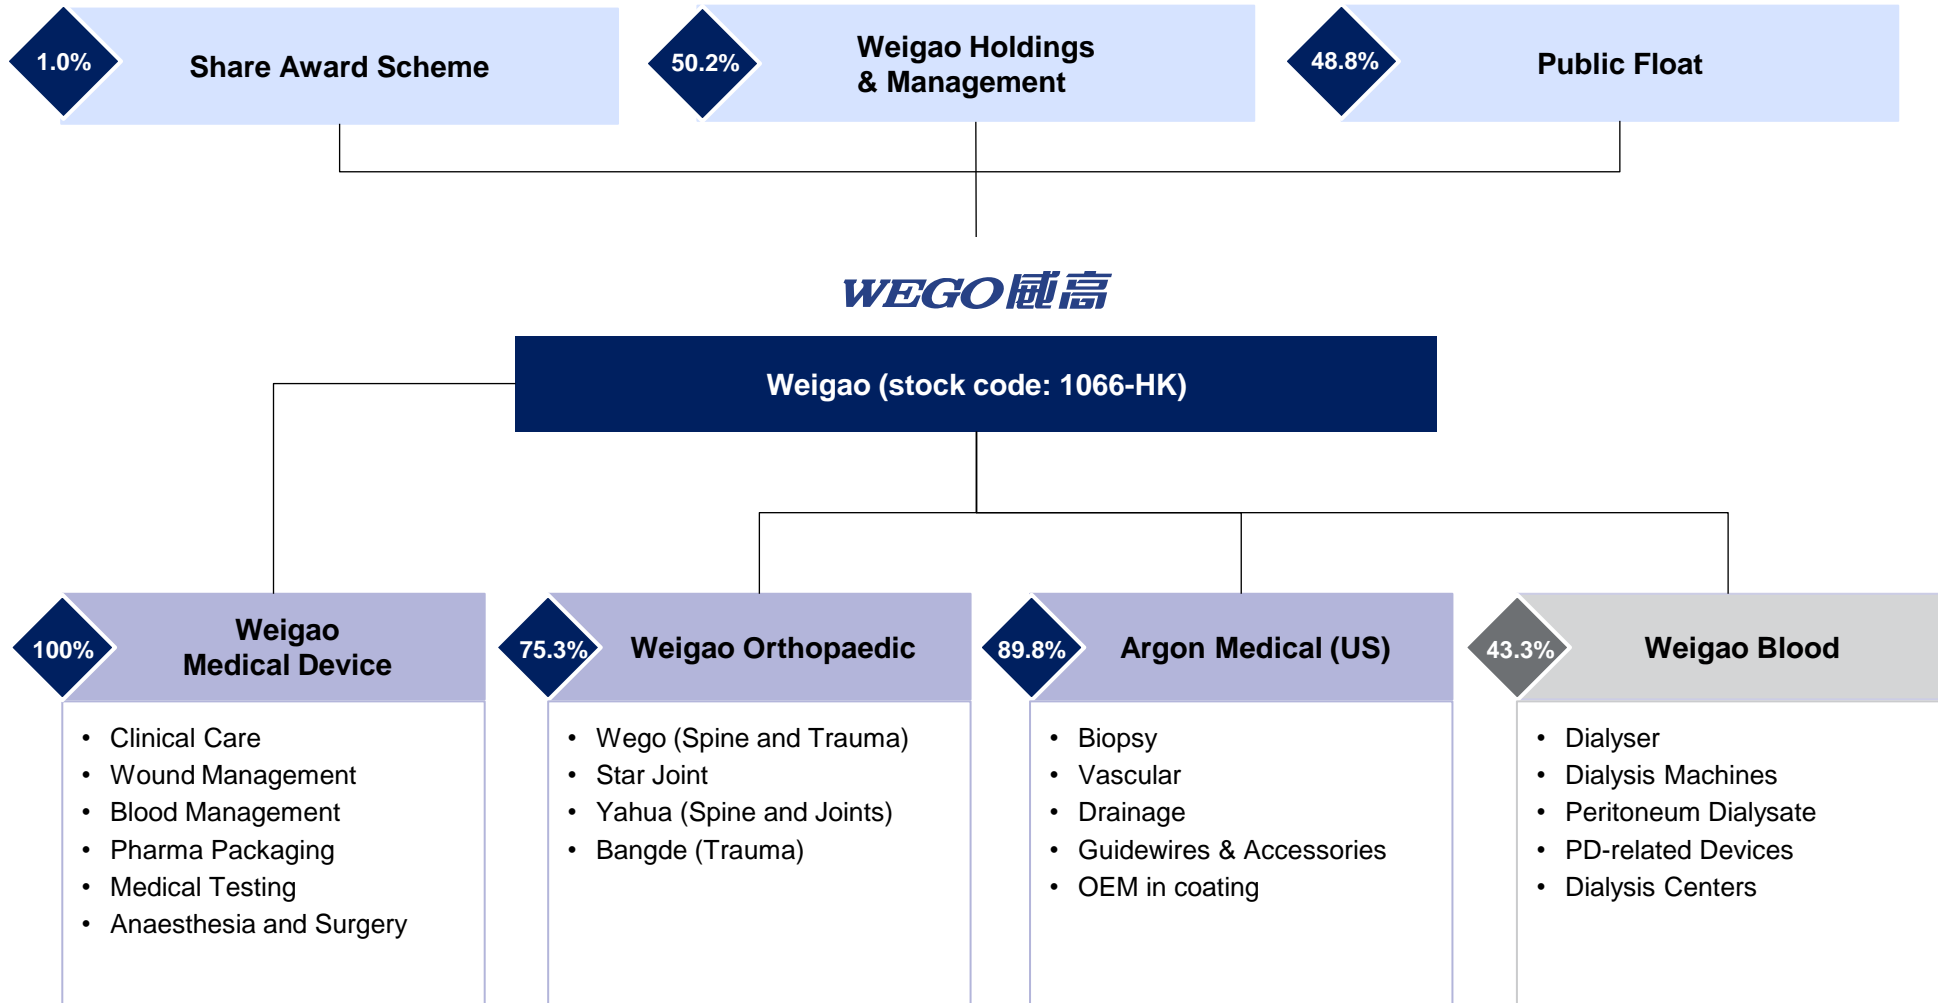 1.0%
Share Award Scheme
50.2%
Weigao Holdings
& Management
48.8%
Public Float
WEGO威高
Weigao (stock code: 1066-HK)
100%
Weigao
Medical Device
• Clinical Care
• Wound Management
• Blood Management
• Pharma Packaging
• Medical Testing
• Anaesthesia and Surgery
75.3%
Weigao Orthopaedic
• Wego (Spine and Trauma)
• Star Joint
• Yahua (Spine and Joints)
• Bangde (Trauma)
89.8%
Argon Medical (US)
• Biopsy
• Vascular
• Drainage
• Guidewires & Accessories
• OEM in coating
43.3%
Weigao Blood
• Dialyser
• Dialysis Machines
• Peritoneum Dialysate
• PD-related Devices
• Dialysis Centers